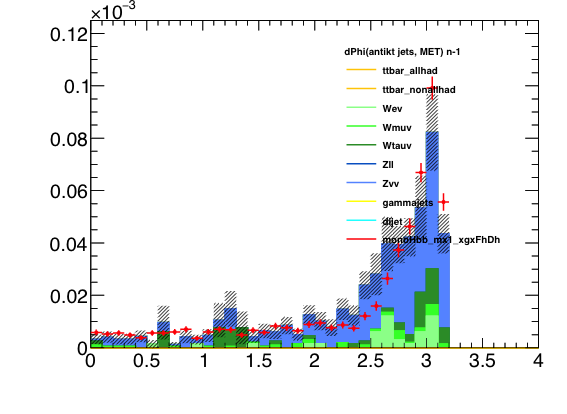 ×10⁻³
0.12
0.1
0.08
0.06
0.04
0.02
0
dPhi(antikt jets, MET) n-1
ttbar_allhad
ttbar_nonallhad
Wev
Wmuv
Wtauv
Zll
Zvv
gammajets
dijet
monoHbb_mx1_xgxFhDh
0 0.5 1 1.5 2 2.5 3 3.5 4